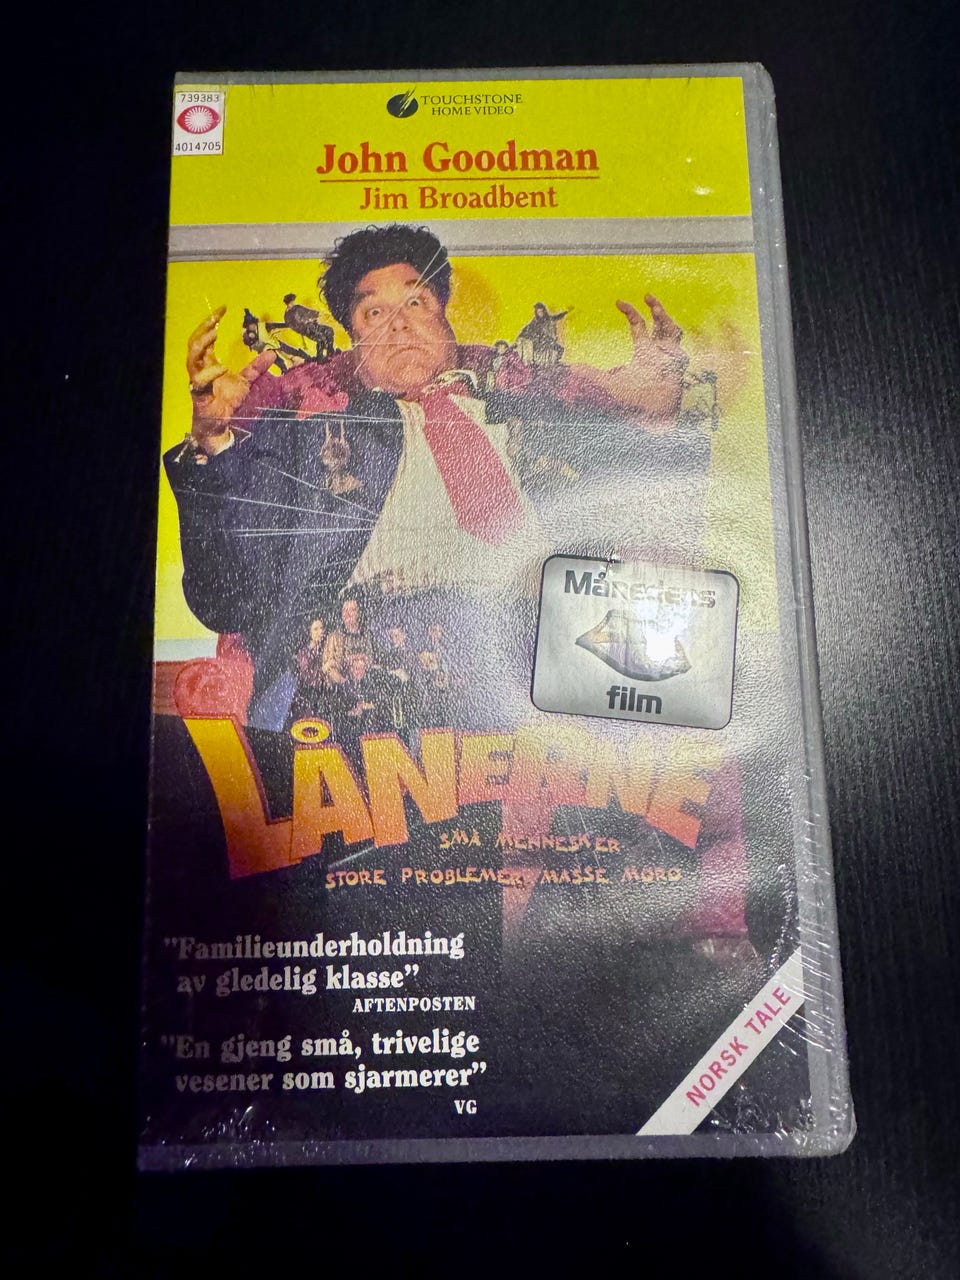 739383
4014705
TOUCHSTONE
HOME VIDEO
John Goodman
Jim Broadbent
Månedens
film
LÅNERNE
SMÅ MENNESKER
STORE PROBLEMER MASSE MORO
"Familieunderholdning
av gledelig klasse"
AFTENPOSTEN
"En gjeng små, trivelige
vesener som sjarmerer"
VG
NORSK TALE